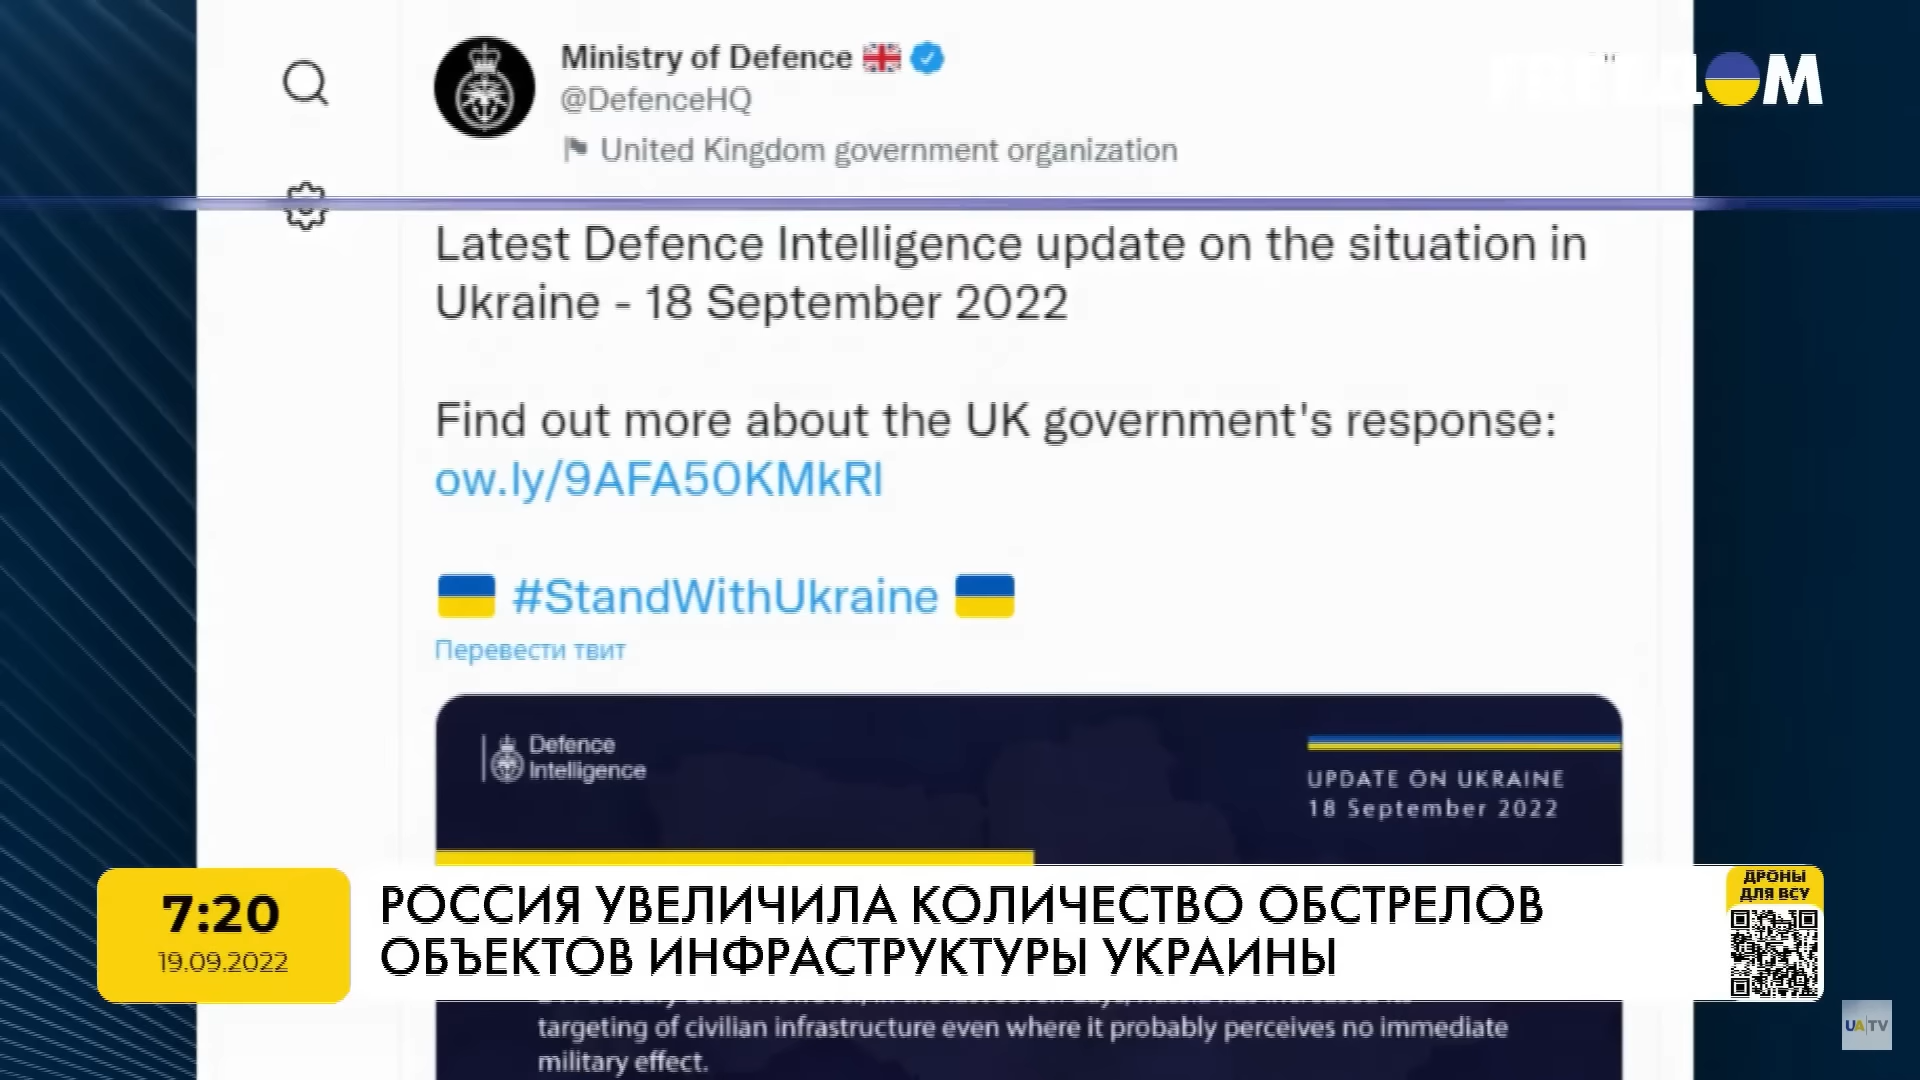 Ministry of Defence
@DefenceHQ
United Kingdom government organization
Latest Defence Intelligence update on the situation in
Ukraine - 18 September 2022
Find out more about the UK government's response:
ow.ly/9AFA50KMkRl
#StandWithUkraine
Перевести твит
Defence
Intelligence
UPDATE ON UKRAINE
18 September 2022
7:20
19.09.2022
РОССИЯ УВЕЛИЧИЛА КОЛИЧЕСТВО ОБСТРЕЛОВ
ОБЪЕКТОВ ИНФРАСТРУКТУРЫ УКРАИНЫ
ДРОНЫ
ДЛЯ ВСУ
targeting of civilian infrastructure even where it probably perceives no immediate
military effect.
UA TV